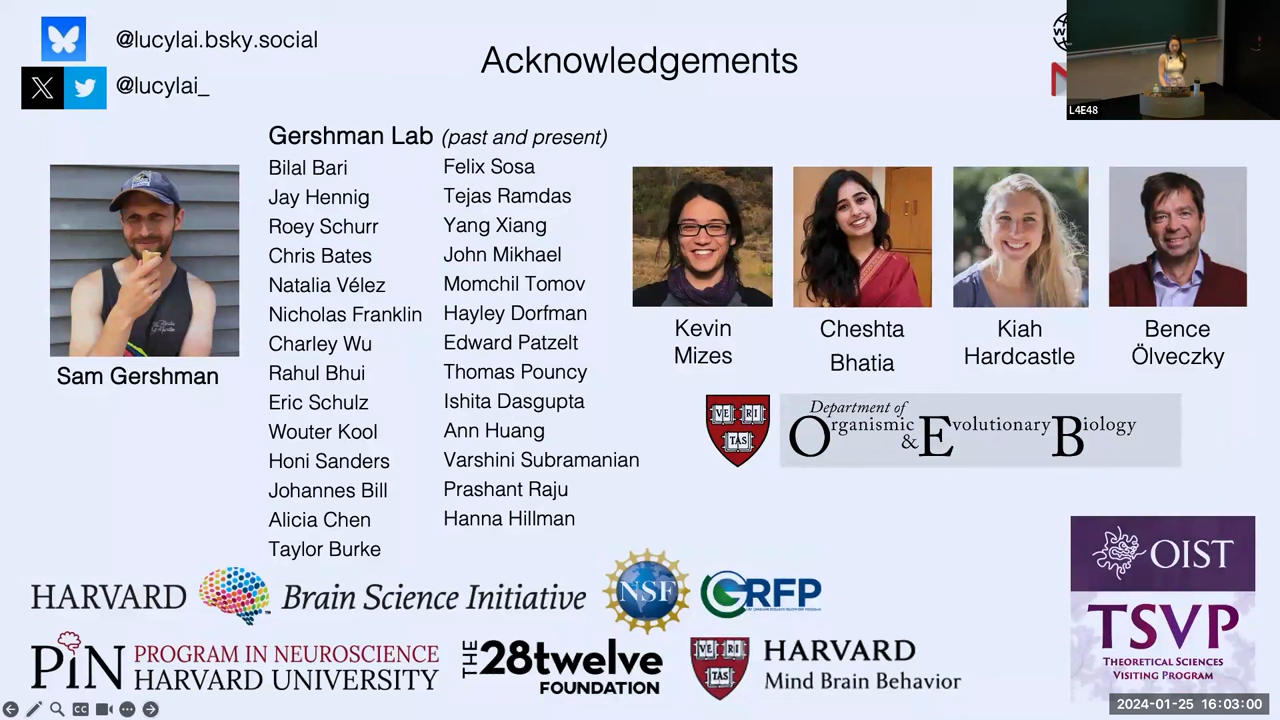 @lucylai.bsky.social
@lucylai_
Acknowledgements
L4E48
Gershman Lab (past and present)
Bilal Bari
Jay Hennig
Roey Schurr
Chris Bates
Natalia Vélez
Nicholas Franklin
Charley Wu
Rahul Bhui
Eric Schulz
Wouter Kool
Honi Sanders
Johannes Bill
Alicia Chen
Taylor Burke
Felix Sosa
Tejas Ramdas
Yang Xiang
John Mikhael
Momchil Tomov
Hayley Dorfman
Edward Patzelt
Thomas Pouncy
Ishita Dasgupta
Ann Huang
Varshini Subramanian
Prashant Raju
Hanna Hillman
Sam Gershman
Kevin
Mizes
Cheshta
Bhatia
Kiah
Hardcastle
Bence
Ölveczky
VE RI
TAS
Department of
Organismic
& Evolutionary Biology
HARVARD Brain Science Initiative
NSF
GRFP
PiN PROGRAM IN NEUROSCIENCE
HARVARD UNIVERSITY
THE 28twelve
FOUNDATION
VE RI
TAS
HARVARD
Mind Brain Behavior
OIST
TSVP
THEORETICAL SCIENCES
VISITING PROGRAM
CC
2024-01-25 16:03:00